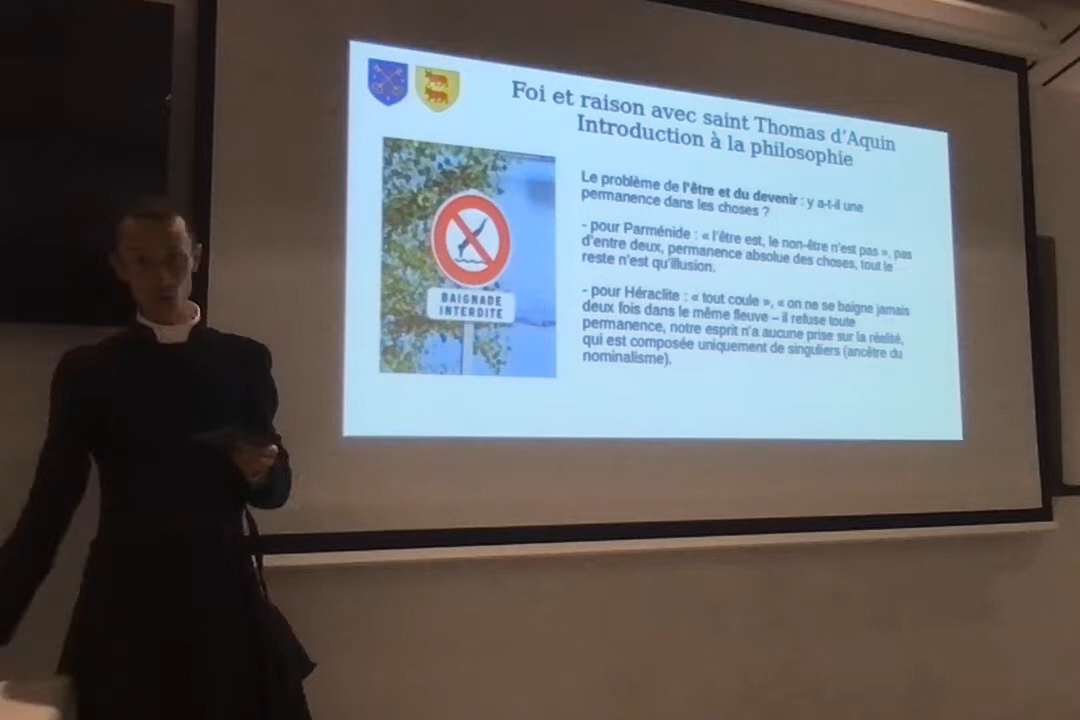 Foi et raison avec saint Thomas d'Aquin
Introduction à la philosophie
BAIGNADE
INTERDITE
Le problème de l'être et du devenir : y a-t-il une
permanence dans les choses ?
- pour Parménide : « l'être est, le non-être n'est pas », pas
d'entre deux, permanence absolue des choses, tout le
reste n'est qu'illusion.
- pour Héraclite : « tout coule », « on ne se baigne jamais
deux fois dans le même fleuve – il refuse toute
permanence, notre esprit n'a aucune prise sur la réalité,
qui est composée uniquement de singuliers (ancêtre du
nominalisme).